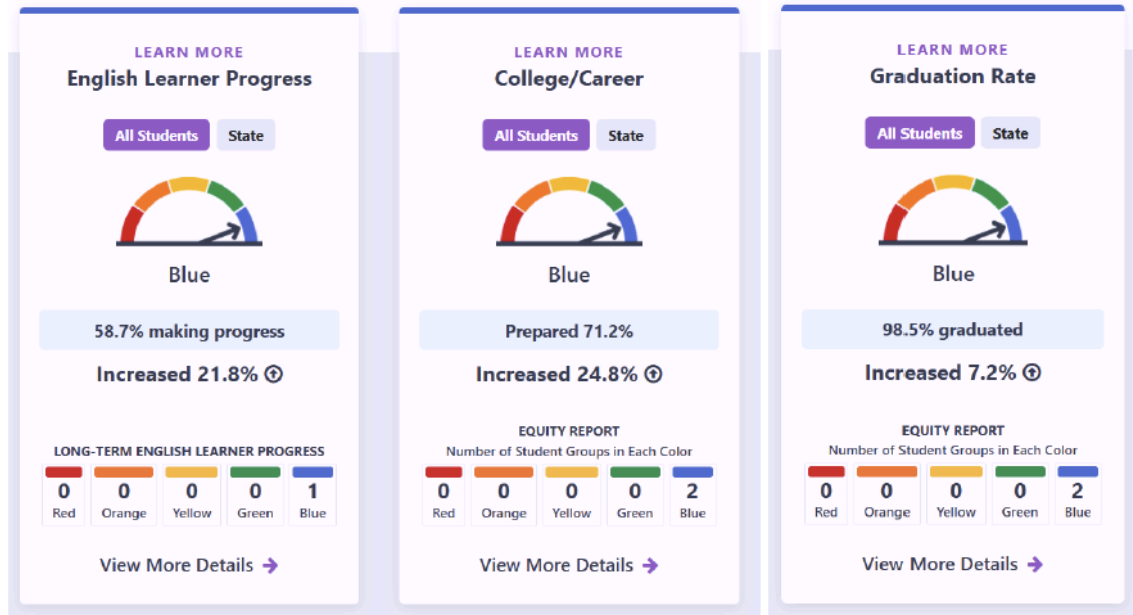 LEARN MORE
English Learner Progress
All Students State
Blue
58.7% making progress
Increased 21.8%
LONG-TERM ENGLISH LEARNER PROGRESS
0 0 0 0 1
Red Orange Yellow Green Blue
View More Details
LEARN MORE
College/Career
All Students State
Blue
Prepared 71.2%
Increased 24.8%
EQUITY REPORT
Number of Student Groups in Each Color
0 0 0 0 2
Red Orange Yellow Green Blue
View More Details
LEARN MORE
Graduation Rate
All Students State
Blue
98.5% graduated
Increased 7.2%
EQUITY REPORT
Number of Student Groups in Each Color
0 0 0 0 2
Red Orange Yellow Green Blue
View More Details